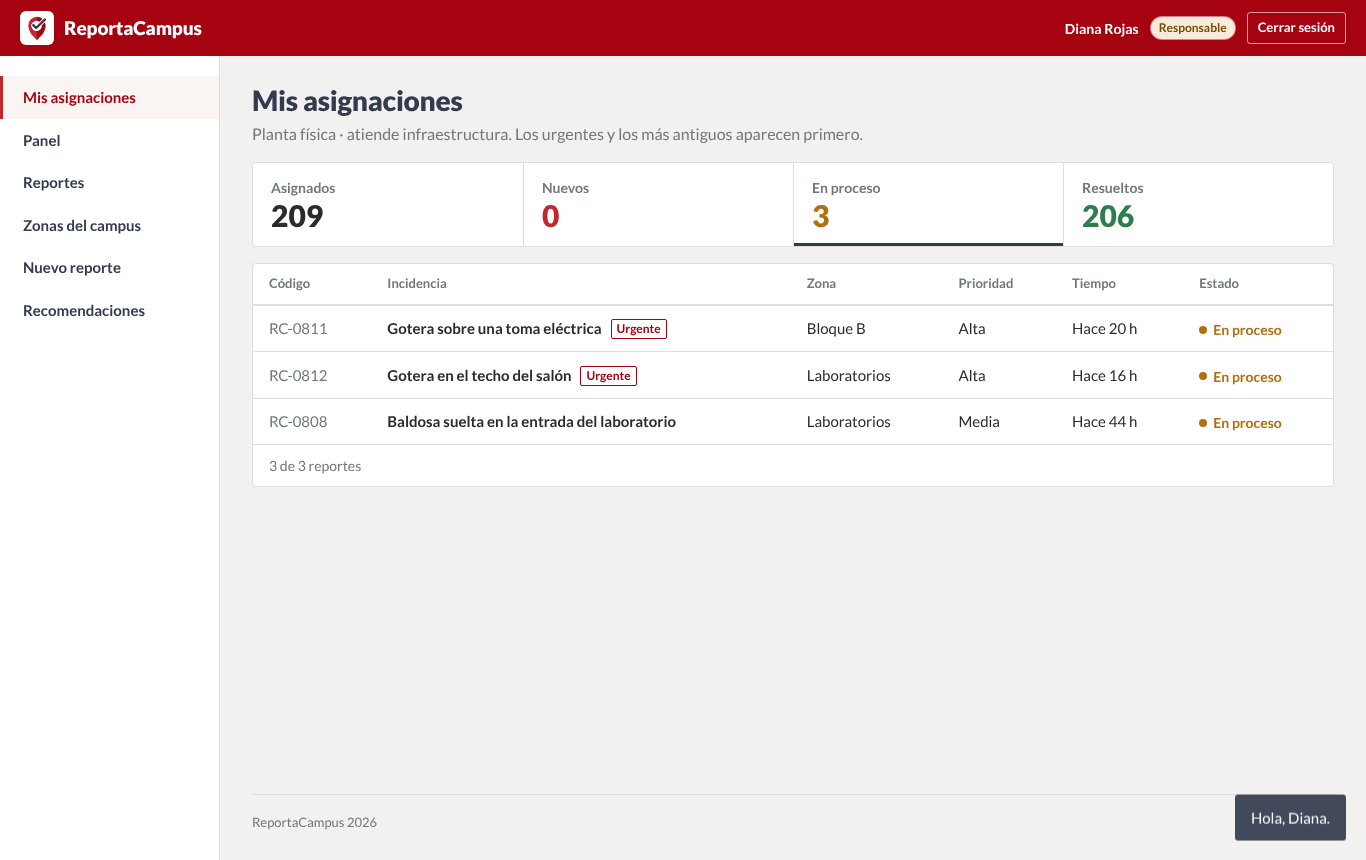 ReportaCampus
Diana Rojas Responsable Cerrar sesión
Mis asignaciones
Panel
Reportes
Zonas del campus
Nuevo reporte
Recomendaciones
Mis asignaciones
Planta física · atiende infraestructura. Los urgentes y los más antiguos aparecen primero.
Asignados
209
Nuevos
0
En proceso
3
Resueltos
206
Código Incidencia Zona Prioridad Tiempo Estado
RC-0811 Gotera sobre una toma eléctrica Urgente Bloque B Alta Hace 20 h En proceso
RC-0812 Gotera en el techo del salón Urgente Laboratorios Alta Hace 16 h En proceso
RC-0808 Baldosa suelta en la entrada del laboratorio Laboratorios Media Hace 44 h En proceso
3 de 3 reportes
ReportaCampus 2026
Hola, Diana.